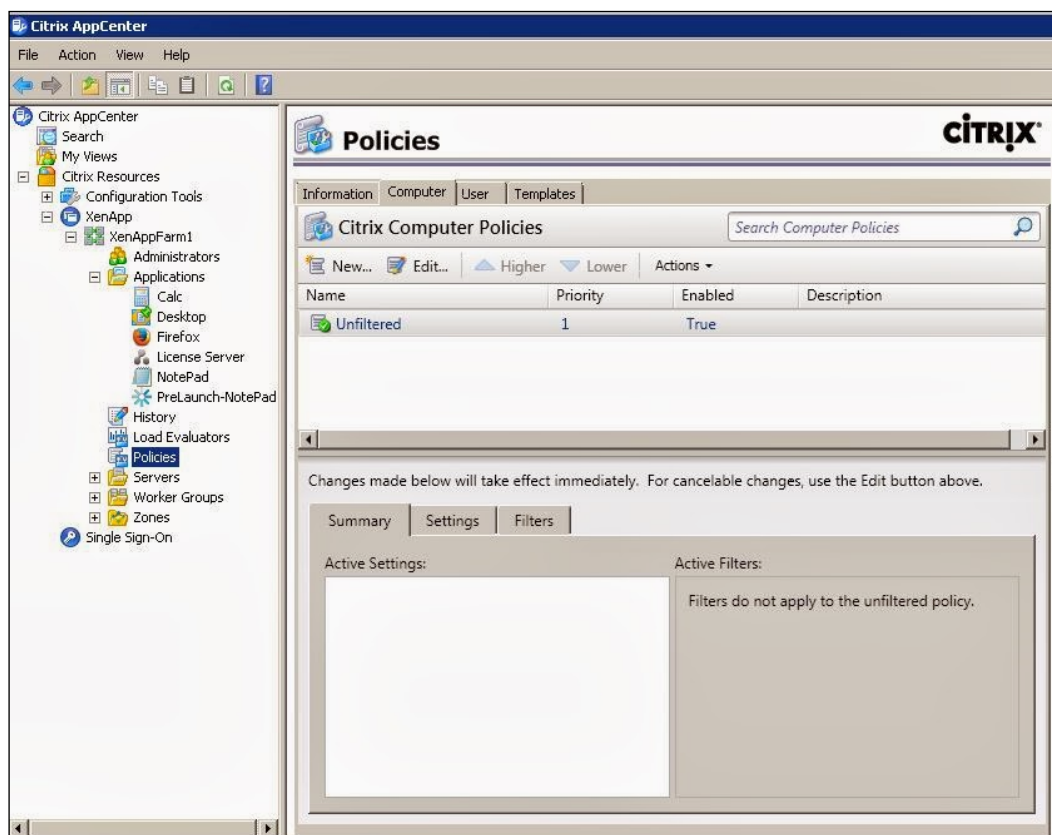 Citrix AppCenter
File Action View Help
Citrix AppCenter
Search
My Views
Citrix Resources
Configuration Tools
XenApp
XenAppFarm1
Administrators
Applications
Calc
Desktop
Firefox
License Server
NotePad
PreLaunch-NotePad
History
Load Evaluators
Policies
Servers
Worker Groups
Zones
Single Sign-On
Policies
CİTRIX
Information Computer User Templates
Citrix Computer Policies Search Computer Policies
New... Edit... Higher Lower Actions
Name Priority Enabled Description
Unfiltered 1 True
Changes made below will take effect immediately. For cancelable changes, use the Edit button above.
Summary Settings Filters
Active Settings: Active Filters:
Filters do not apply to the unfiltered policy.